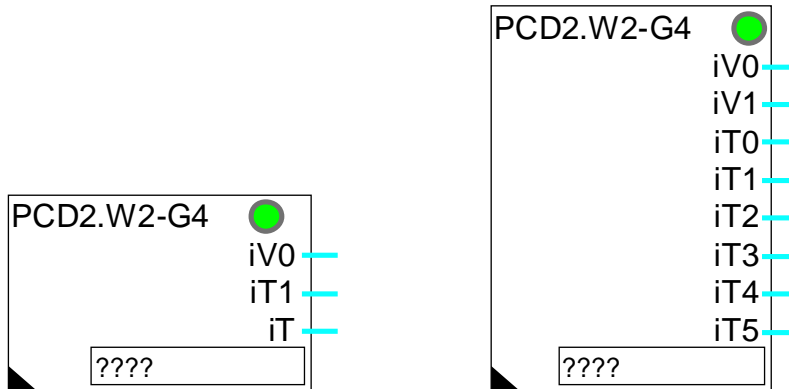 PCD2.W2-G4
iV0
iT1
iT
????
PCD2.W2-G4
iV0
iV1
iT0
iT1
iT2
iT3
iT4
iT5
????